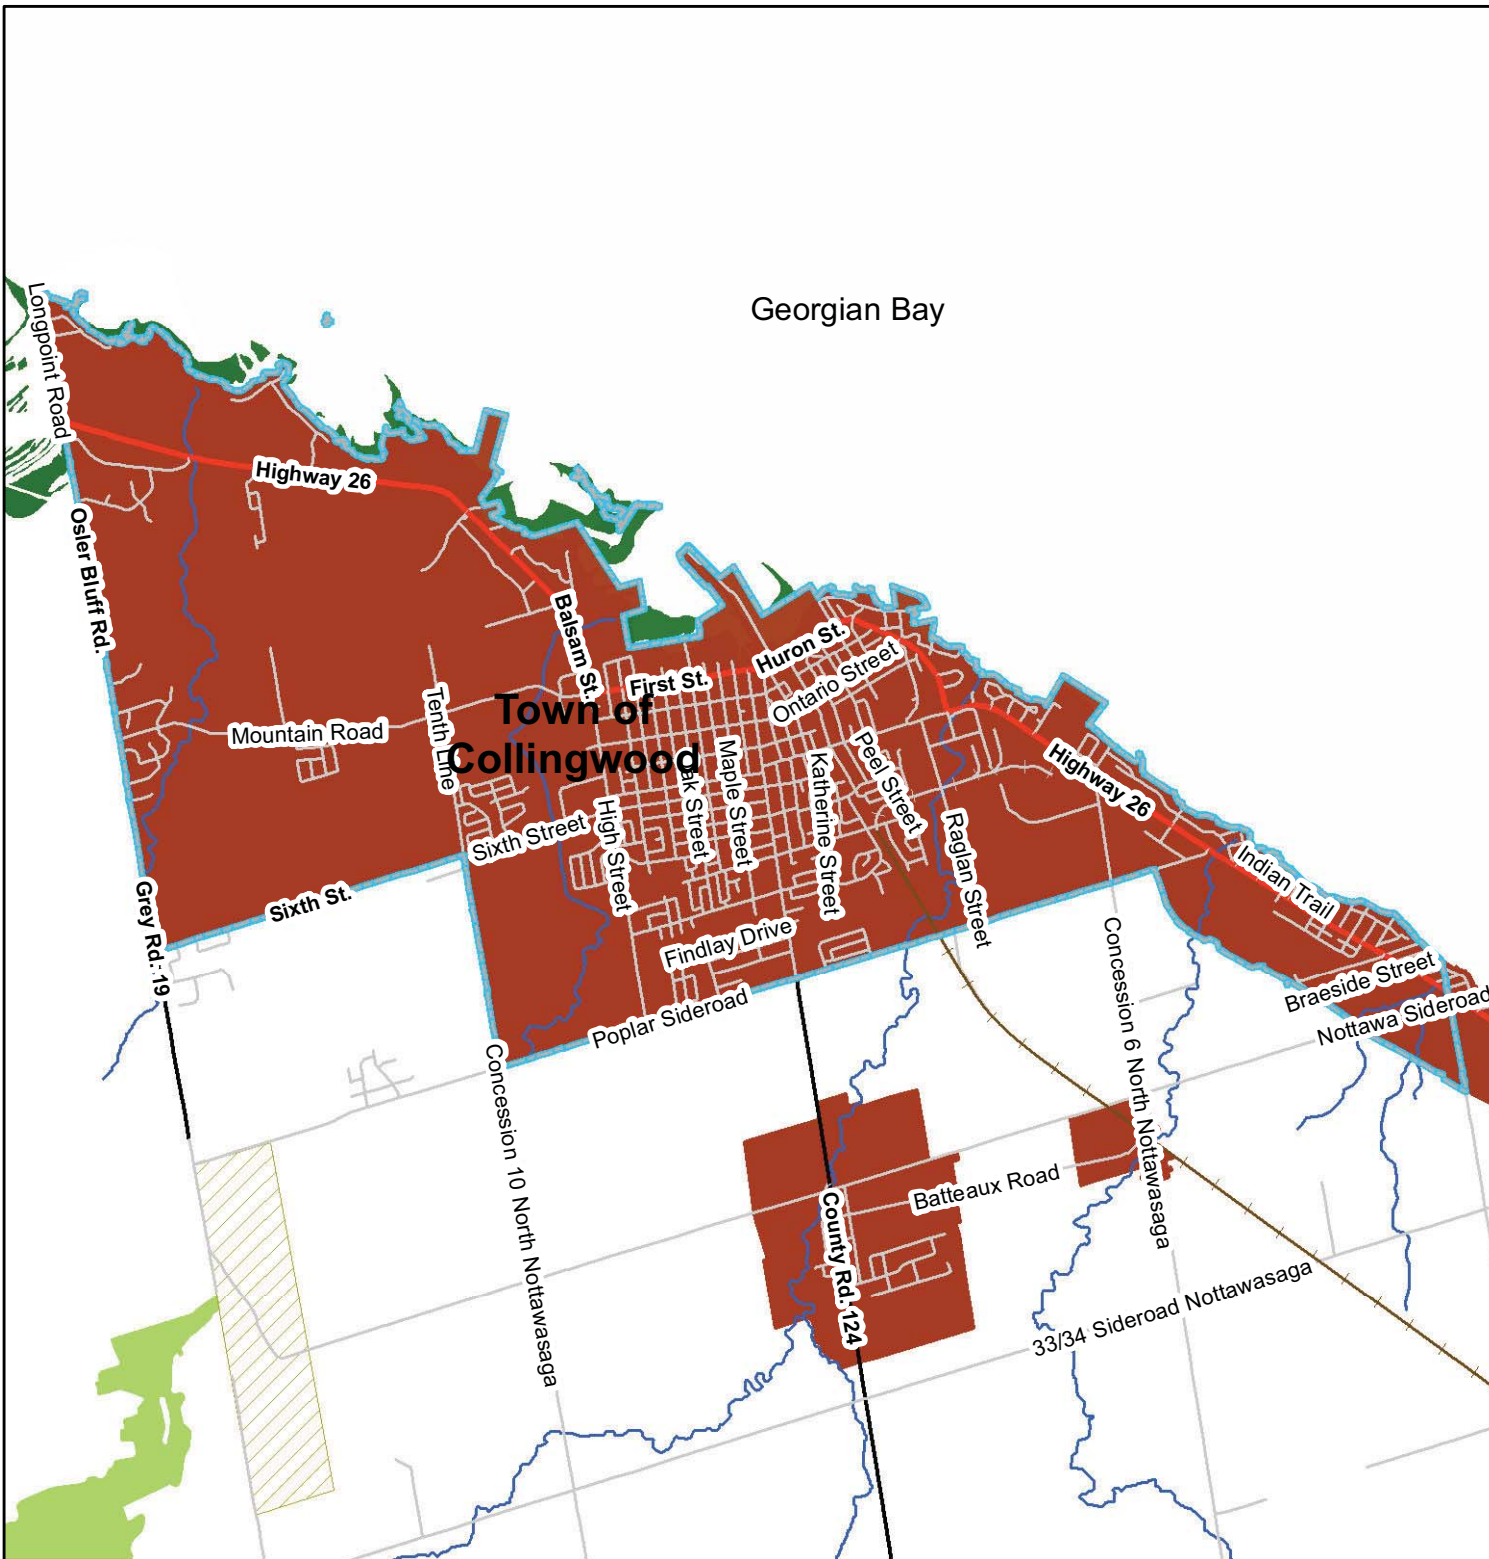 Georgian Bay
Longpoint Road
Highway 26
Osler Bluff Rd.
Balsam St.
Huron St.
First St.
Ontario Street
Town of
Collingwood
Mountain Road
Tenth Line
Peel Street
Highway 26
Maple Street
Katherine Street
ak Street
High Street
Sixth Street
Raglan Street
Indian Trail
Sixth St.
Grey Rd. 19
Findlay Drive
Braeside Street
Poplar Sideroad
Nottawa Sideroad
Concession 6 North Nottawasaga
Concession 10 North Nottawasaga
Batteaux Road
County Rd. 124
33/34 Sideroad Nottawasaga